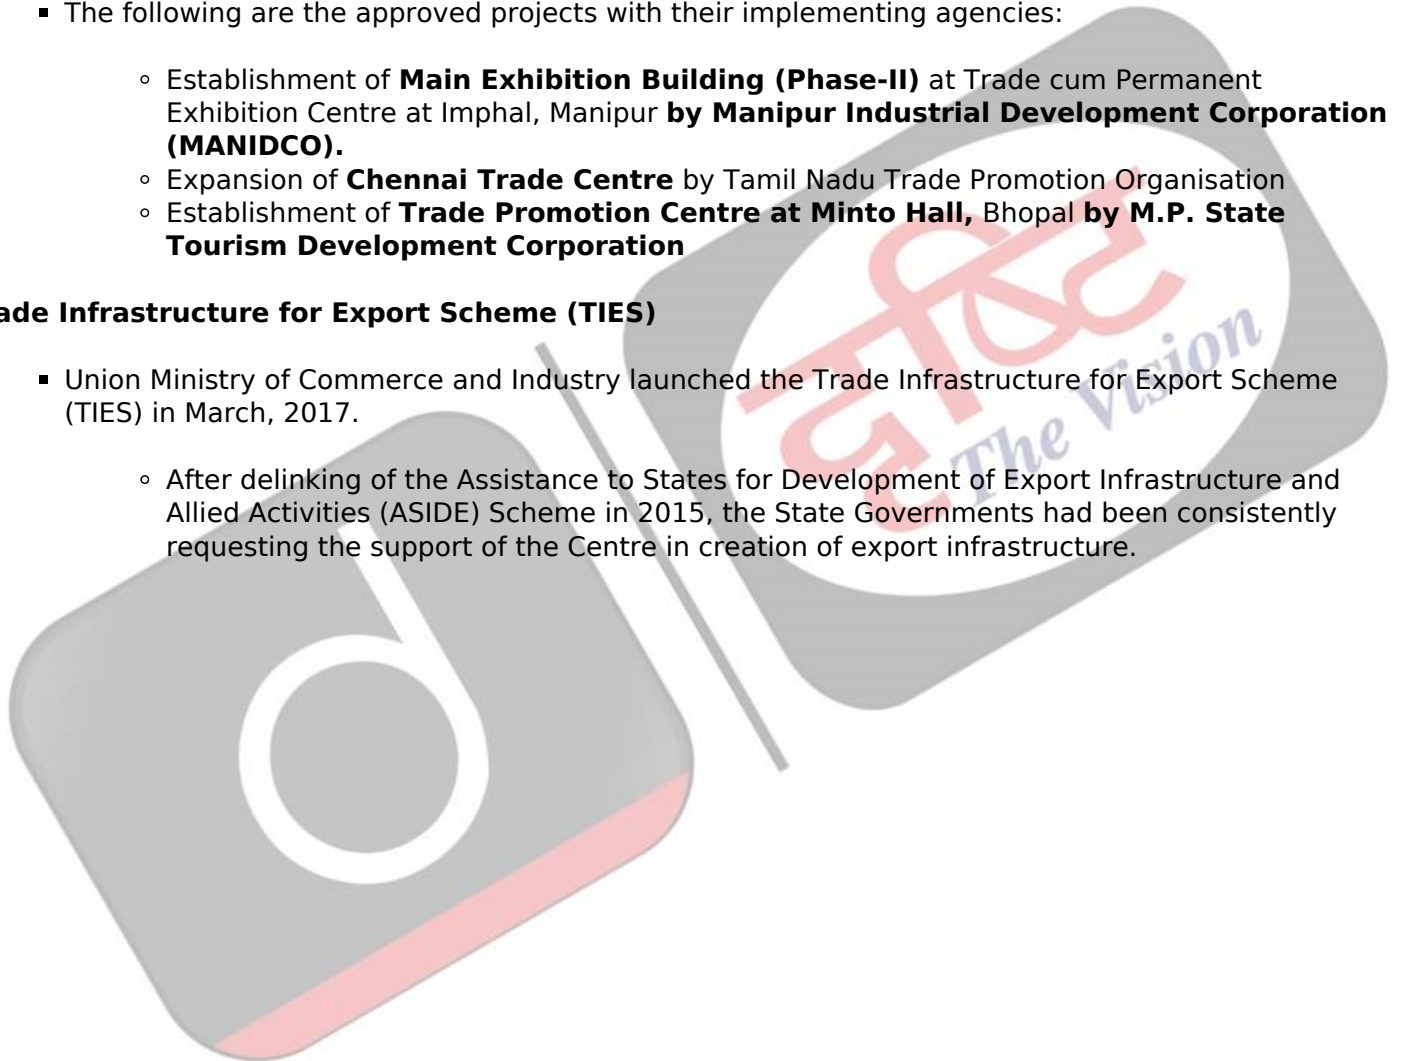 ▪ The following are the approved projects with their implementing agencies:
◦ Establishment of Main Exhibition Building (Phase-II) at Trade cum Permanent
Exhibition Centre at Imphal, Manipur by Manipur Industrial Development Corporation
(MANIDCO).
◦ Expansion of Chennai Trade Centre by Tamil Nadu Trade Promotion Organisation
◦ Establishment of Trade Promotion Centre at Minto Hall, Bhopal by M.P. State
Tourism Development Corporation
ade Infrastructure for Export Scheme (TIES)
▪ Union Ministry of Commerce and Industry launched the Trade Infrastructure for Export Scheme
(TIES) in March, 2017.
◦ After delinking of the Assistance to States for Development of Export Infrastructure and
Allied Activities (ASIDE) Scheme in 2015, the State Governments had been consistently
requesting the support of the Centre in creation of export infrastructure.
दृष्टि
The Vision
d